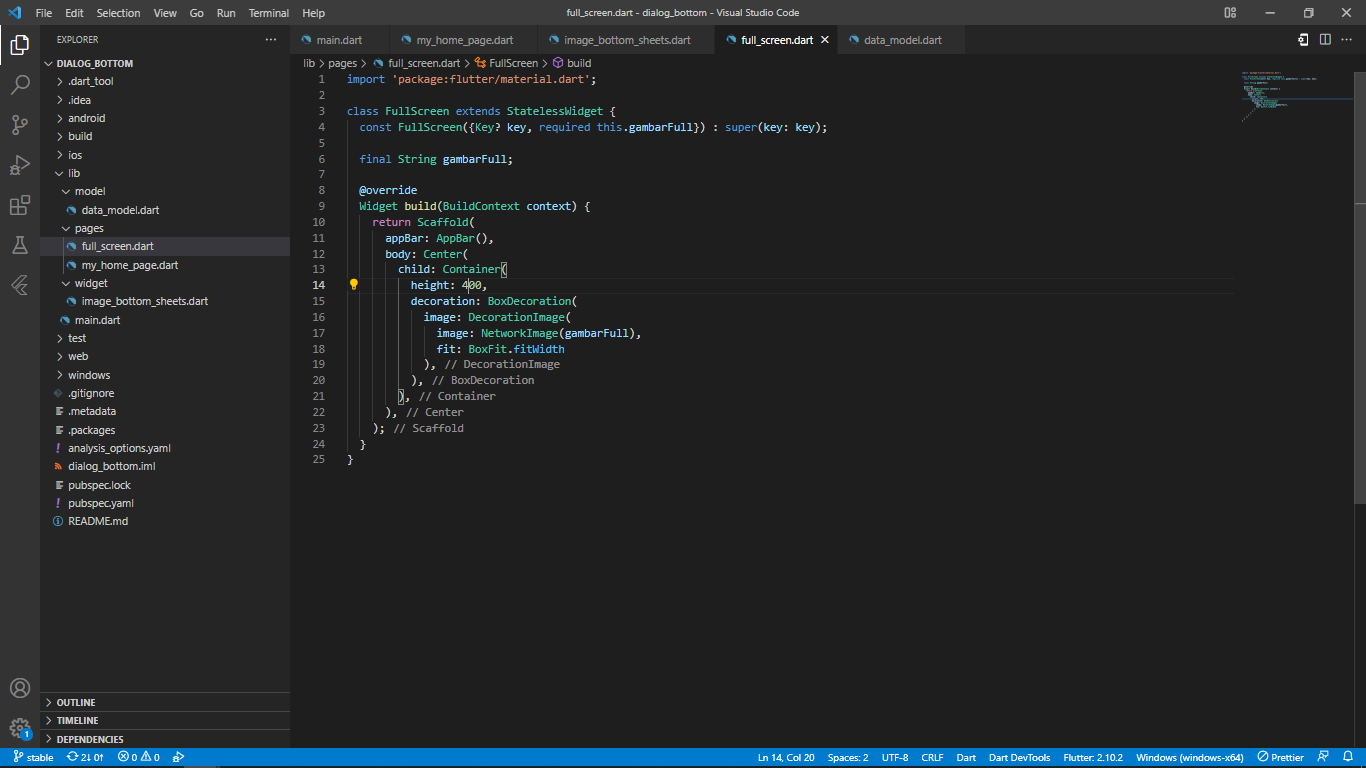 File Edit Selection View Go Run Terminal Help
full_screen.dart - dialog_bottom - Visual Studio Code
EXPLORER
DIALOG_BOTTOM
.dart_tool
.idea
android
build
ios
lib
model
data_model.dart
pages
full_screen.dart
my_home_page.dart
widget
image_bottom_sheets.dart
main.dart
test
web
windows
.gitignore
.metadata
.packages
analysis_options.yaml
dialog_bottom.iml
pubspec.lock
pubspec.yaml
README.md
OUTLINE
TIMELINE
DEPENDENCIES
main.dart my_home_page.dart image_bottom_sheets.dart full_screen.dart data_model.dart
lib > pages > full_screen.dart > FullScreen > build
1 import 'package:flutter/material.dart';
2
3 class FullScreen extends StatelessWidget {
4 const FullScreen({Key? key, required this.gambarFull}) : super(key: key);
5
6 final String gambarFull;
7
8 @override
9 Widget build(BuildContext context) {
10 return Scaffold(
11 appBar: AppBar(),
12 body: Center(
13 child: Container(
14 height: 400,
15 decoration: BoxDecoration(
16 image: DecorationImage(
17 image: NetworkImage(gambarFull),
18 fit: BoxFit.fitWidth
19 ), // DecorationImage
20 ), // BoxDecoration
21 ), // Container
22 ), // Center
23 ); // Scaffold
24 }
25 }
1
stable 2↓ 0↑ 0 0 Ln 14, Col 20 Spaces: 2 UTF-8 CRLF Dart Dart DevTools Flutter: 2.10.2 Windows (windows-x64) Prettier